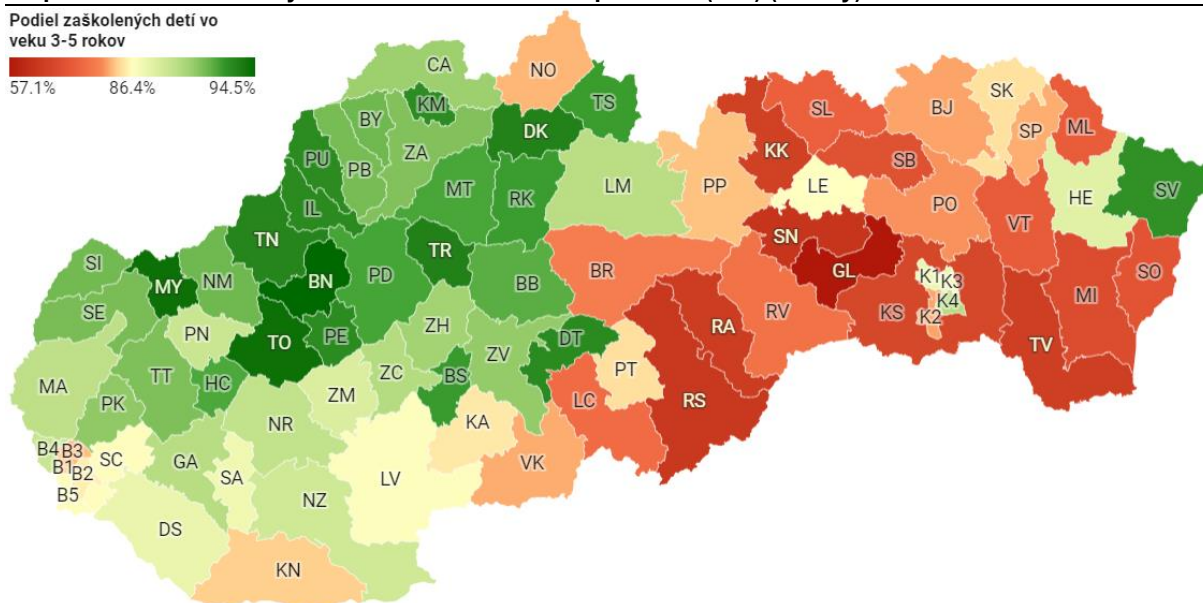 Podiel zaškolených detí vo
veku 3-5 rokov
57.1% 86.4% 94.5%
CA
NO
KM
TS
BY
DK
PU
PB
ZA
SL
BJ
SK
SP
ML
KK
SB
MT
RK
LM
PP
LE
HE
SV
IL
PO
TN
TR
SN
VT
SI
MY
NM
BN
PD
BB
BR
GL
K1
K3
K4
K2
SO
MI
SE
PN
TO
PE
ZH
DT
RA
RV
KS
TV
MA
TT
HC
ZM
ZC
BS
ZV
PT
RS
PK
NR
LC
KA
B4
B3
B1
B2
B5
SC
GA
SA
LV
VK
NZ
DS
KN